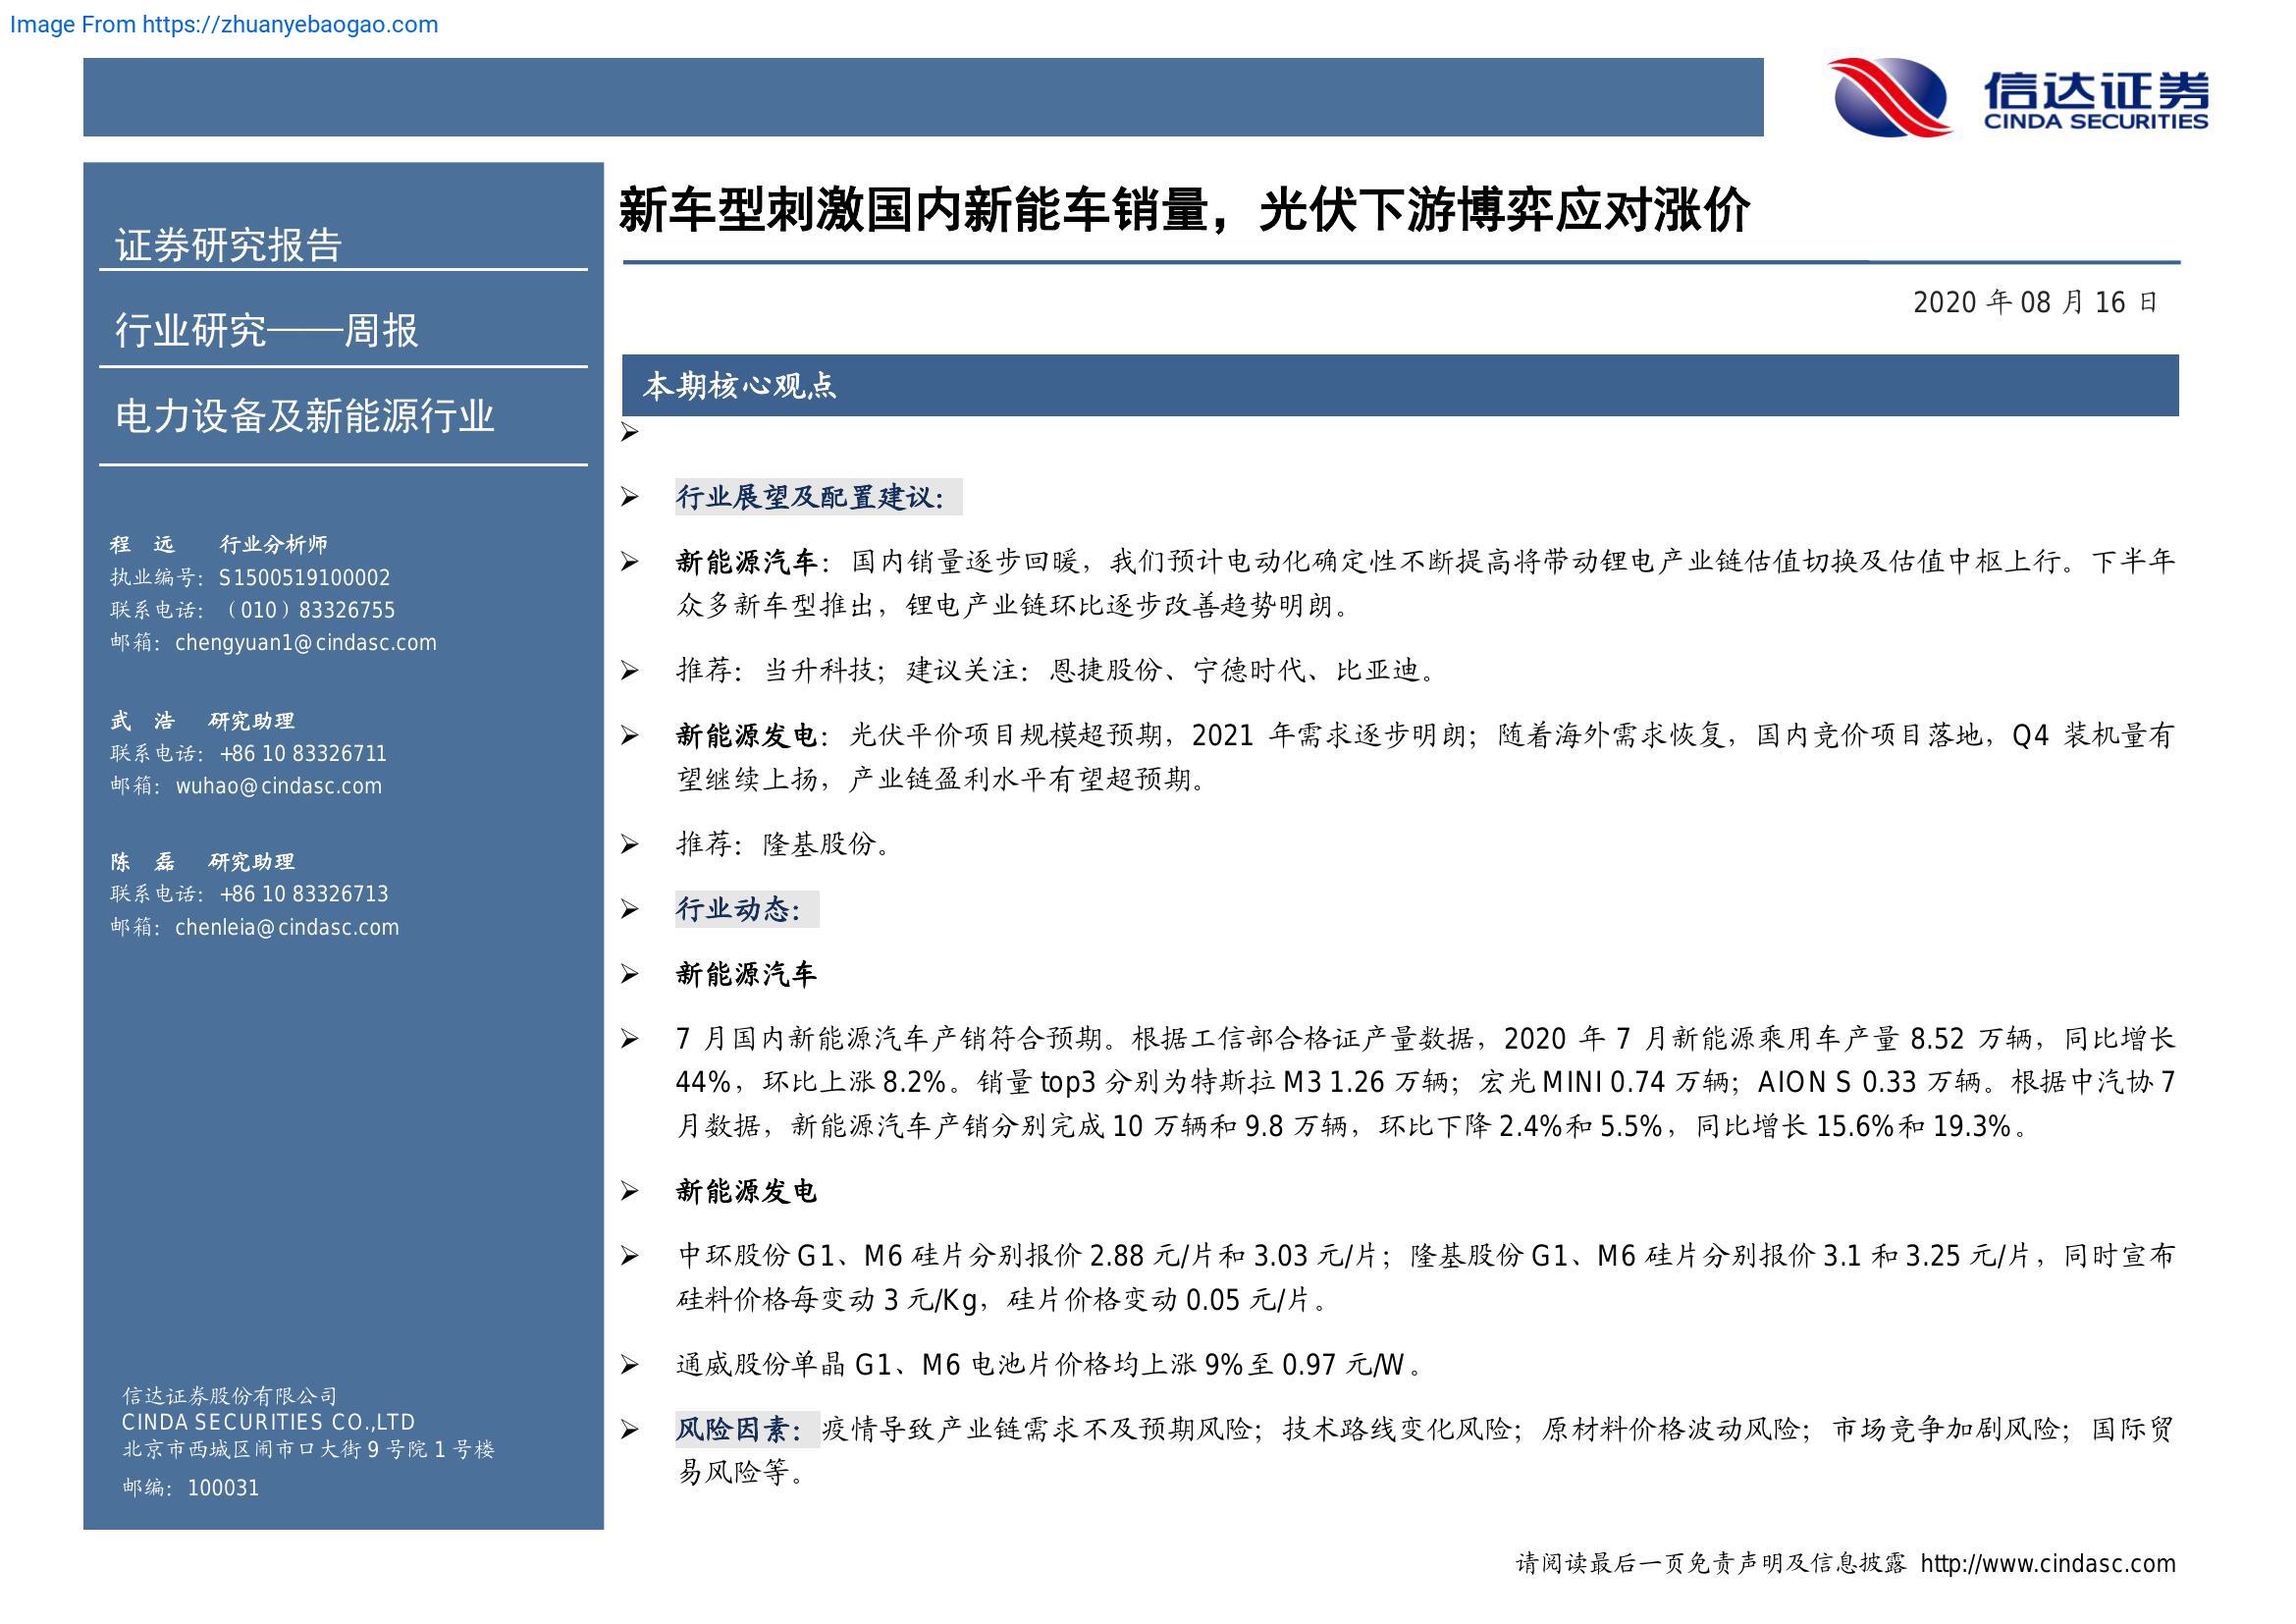 Image From https://zhuanyebaogao.com
信达证券
CINDA SECURITIES
证券研究报告
行业研究——周报
电力设备及新能源行业
程 远 行业分析师
执业编号：S1500519100002
联系电话：（010）83326755
邮箱：chengyuan1@cindasc.com
武 浩 研究助理
联系电话：+86 10 83326711
邮箱：wuhao@cindasc.com
陈 磊 研究助理
联系电话：+86 10 83326713
邮箱：chenleia@cindasc.com
信达证券股份有限公司
CINDA SECURITIES CO.,LTD
北京市西城区闹市口大街9号院1号楼
邮编：100031
新车型刺激国内新能车销量，光伏下游博弈应对涨价
2020 年 08 月 16 日
本期核心观点
➢
➢ 行业展望及配置建议：
➢ 新能源汽车：国内销量逐步回暖，我们预计电动化确定性不断提高将带动锂电产业链估值切换及估值中枢上行。下半年
众多新车型推出，锂电产业链环比逐步改善趋势明朗。
➢ 推荐：当升科技；建议关注：恩捷股份、宁德时代、比亚迪。
➢ 新能源发电：光伏平价项目规模超预期，2021 年需求逐步明朗；随着海外需求恢复，国内竞价项目落地，Q4 装机量有
望继续上扬，产业链盈利水平有望超预期。
➢ 推荐：隆基股份。
➢ 行业动态：
➢ 新能源汽车
➢ 7 月国内新能源汽车产销符合预期。根据工信部合格证产量数据，2020 年 7 月新能源乘用车产量 8.52 万辆，同比增长
44%，环比上涨 8.2%。销量 top3 分别为特斯拉 M3 1.26 万辆；宏光 MINI 0.74 万辆；AION S 0.33 万辆。根据中汽协 7
月数据，新能源汽车产销分别完成 10 万辆和 9.8 万辆，环比下降 2.4%和 5.5%，同比增长 15.6%和 19.3%。
➢ 新能源发电
➢ 中环股份 G1、M6 硅片分别报价 2.88 元/片和 3.03 元/片；隆基股份 G1、M6 硅片分别报价 3.1 和 3.25 元/片，同时宣布
硅料价格每变动 3 元/Kg，硅片价格变动 0.05 元/片。
➢ 通威股份单晶 G1、M6 电池片价格均上涨 9%至 0.97 元/W。
➢ 风险因素：疫情导致产业链需求不及预期风险；技术路线变化风险；原材料价格波动风险；市场竞争加剧风险；国际贸
易风险等。
请阅读最后一页免责声明及信息披露 http://www.cindasc.com